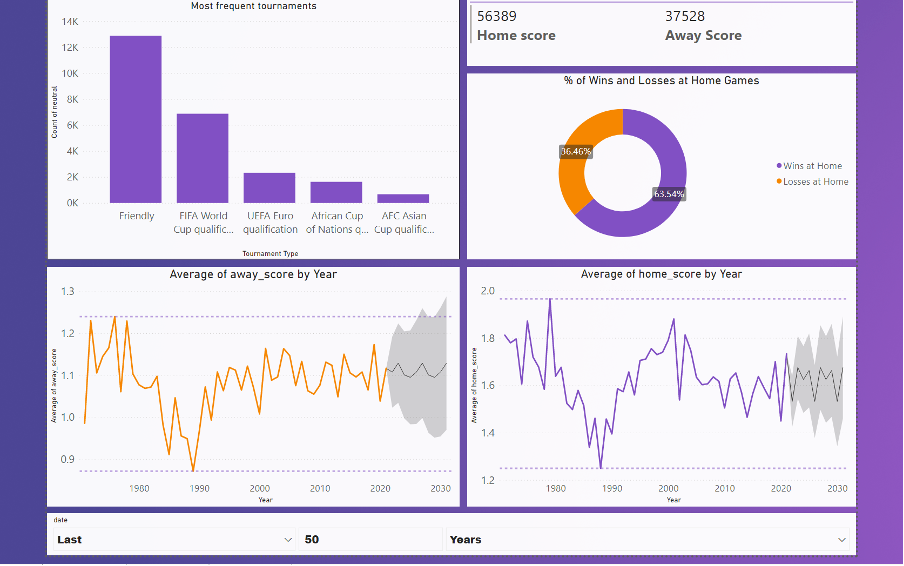 Most frequent tournaments
14K
12K
10K
8K
6K
4K
2K
0K
Count of neutral
Friendly
FIFA World
Cup qualific...
UEFA Euro
qualification
African Cup
of Nations q...
AFC Asian
Cup qualific...
Tournament Type
56389
Home score
37528
Away Score
% of Wins and Losses at Home Games
36.46%
63.54%
Wins at Home
Losses at Home
Average of away_score by Year
1.3
1.2
1.1
1.0
0.9
Average of away_score
1980
1990
2000
2010
2020
2030
Year
Average of home_score by Year
2.0
1.8
1.6
1.4
1.2
Average of home_score
1980
1990
2000
2010
2020
2030
Year
date
Last
50
Years